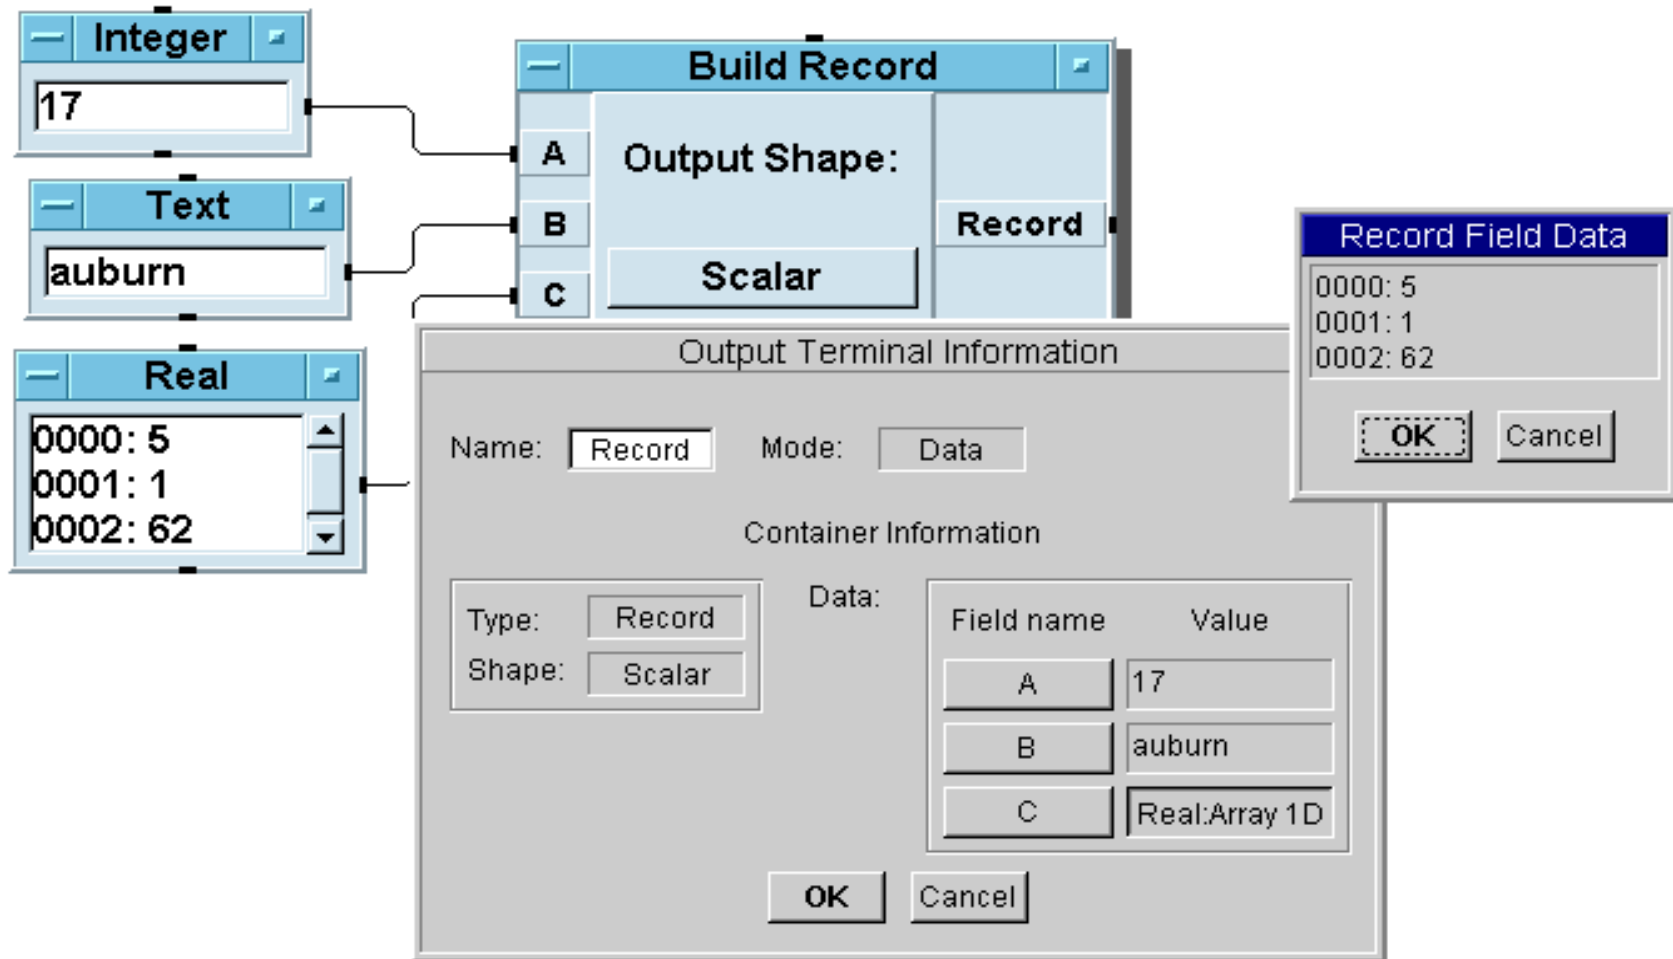 Integer
17
Text
auburn
Real
0000: 5
0001: 1
0002: 62
Build Record
A
B
C
Output Shape:
Scalar
Record
Record Field Data
0000: 5
0001: 1
0002: 62
OK Cancel
Output Terminal Information
Name: Record Mode: Data
Container Information
Type: Record
Shape: Scalar
Data:
Field name Value
A 17
B auburn
C Real:Array 1D
OK Cancel